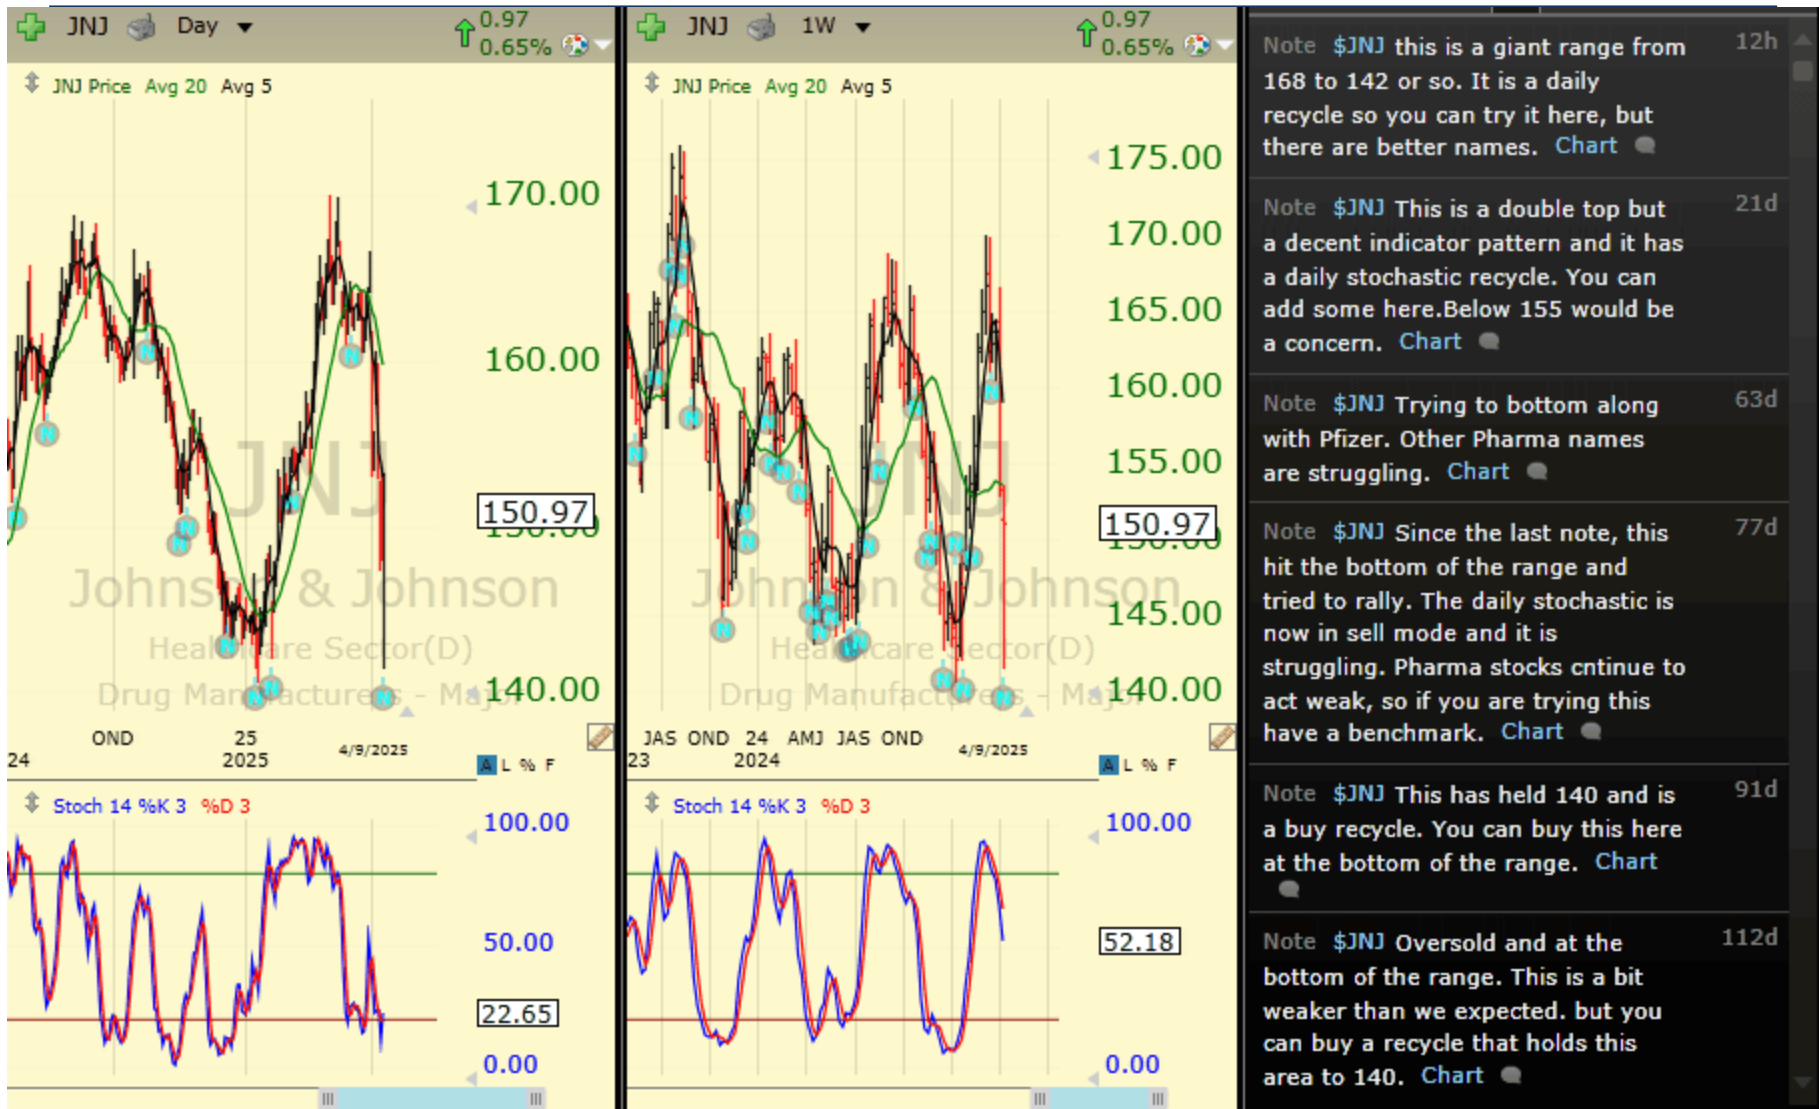 JNJ Day
0.97
0.65%
JNJ Price Avg 20 Avg 5
170.00
160.00
150.97
150.00
140.00
JNJ
Johnson & Johnson
Healthcare Sector(D)
Drug Manufacturers - Major
OND 25
24 2025 4/9/2025
A L % F
Stoch 14 %K 3 %D 3
100.00
50.00
22.65
0.00
JNJ 1W
0.97
0.65%
JNJ Price Avg 20 Avg 5
175.00
170.00
165.00
160.00
155.00
150.97
150.00
145.00
140.00
JNJ
Johnson & Johnson
Healthcare Sector(D)
Drug Manufacturers - Major
JAS OND 24 AMJ JAS OND
23 2024 4/9/2025
A L % F
Stoch 14 %K 3 %D 3
100.00
52.18
0.00
Note $JNJ this is a giant range from 12h
168 to 142 or so. It is a daily
recycle so you can try it here, but
there are better names. Chart
Note $JNJ This is a double top but 21d
a decent indicator pattern and it has
a daily stochastic recycle. You can
add some here.Below 155 would be
a concern. Chart
Note $JNJ Trying to bottom along 63d
with Pfizer. Other Pharma names
are struggling. Chart
Note $JNJ Since the last note, this 77d
hit the bottom of the range and
tried to rally. The daily stochastic is
now in sell mode and it is
struggling. Pharma stocks cntinue to
act weak, so if you are trying this
have a benchmark. Chart
Note $JNJ This has held 140 and is 91d
a buy recycle. You can buy this here
at the bottom of the range. Chart
Note $JNJ Oversold and at the 112d
bottom of the range. This is a bit
weaker than we expected. but you
can buy a recycle that holds this
area to 140. Chart